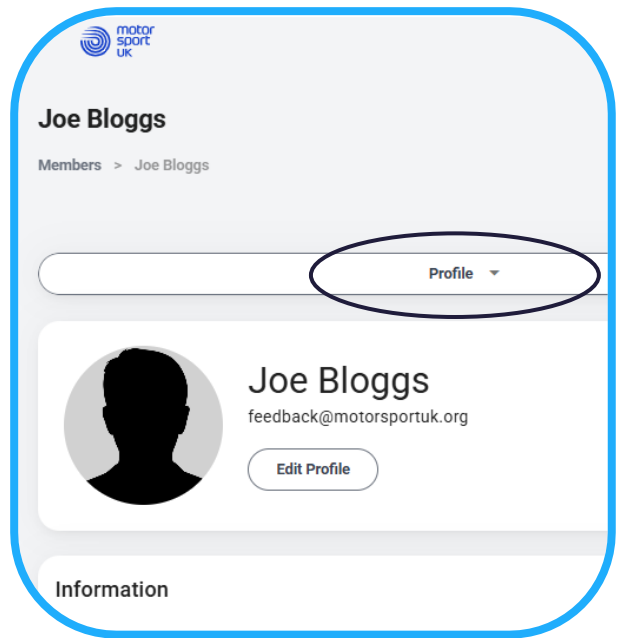 motor
sport
UK
Joe Bloggs
Members > Joe Bloggs
Profile
Joe Bloggs
feedback@motorsportuk.org
Edit Profile
Information